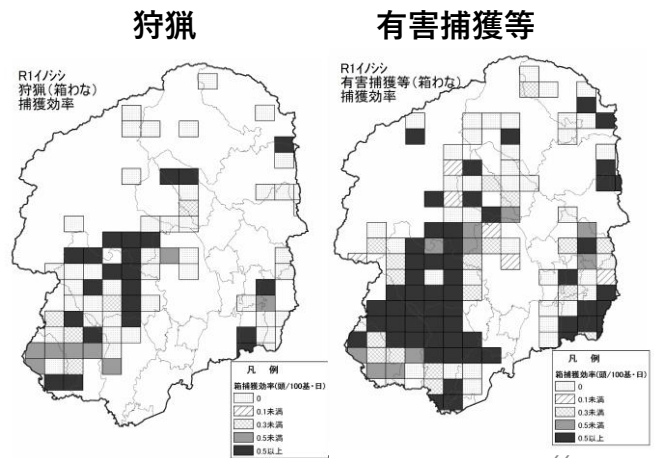 狩猟
有害捕獲等
R1イノシシ
狩猟(箱わな)
捕獲効率
R1イノシシ
有害捕獲等(箱わな)
捕獲効率
凡 例
箱捕獲効率(頭/100基・日)
0
0.1未満
0.3未満
0.5未満
0.5以上
凡 例
箱捕獲効率(頭/100基・日)
0
0.1未満
0.3未満
0.5未満
0.5以上